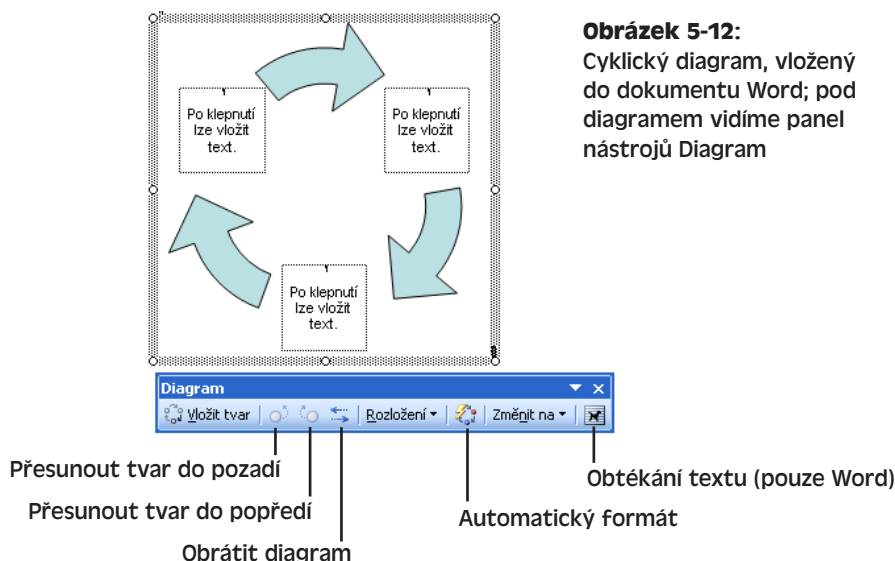 Obrázek 5-12:
Cyklický diagram, vložený
do dokumentu Word; pod
diagramem vidíme panel
nástrojů Diagram
Po klepnutí
lze vložit
text.
Po klepnutí
lze vložit
text.
Po klepnutí
lze vložit
text.
Diagram
Vložit tvar Rozložení Změnit na
Přesunout tvar do pozadí
Obtékání textu (pouze Word)
Přesunout tvar do popředí
Automatický formát
Obrátit diagram